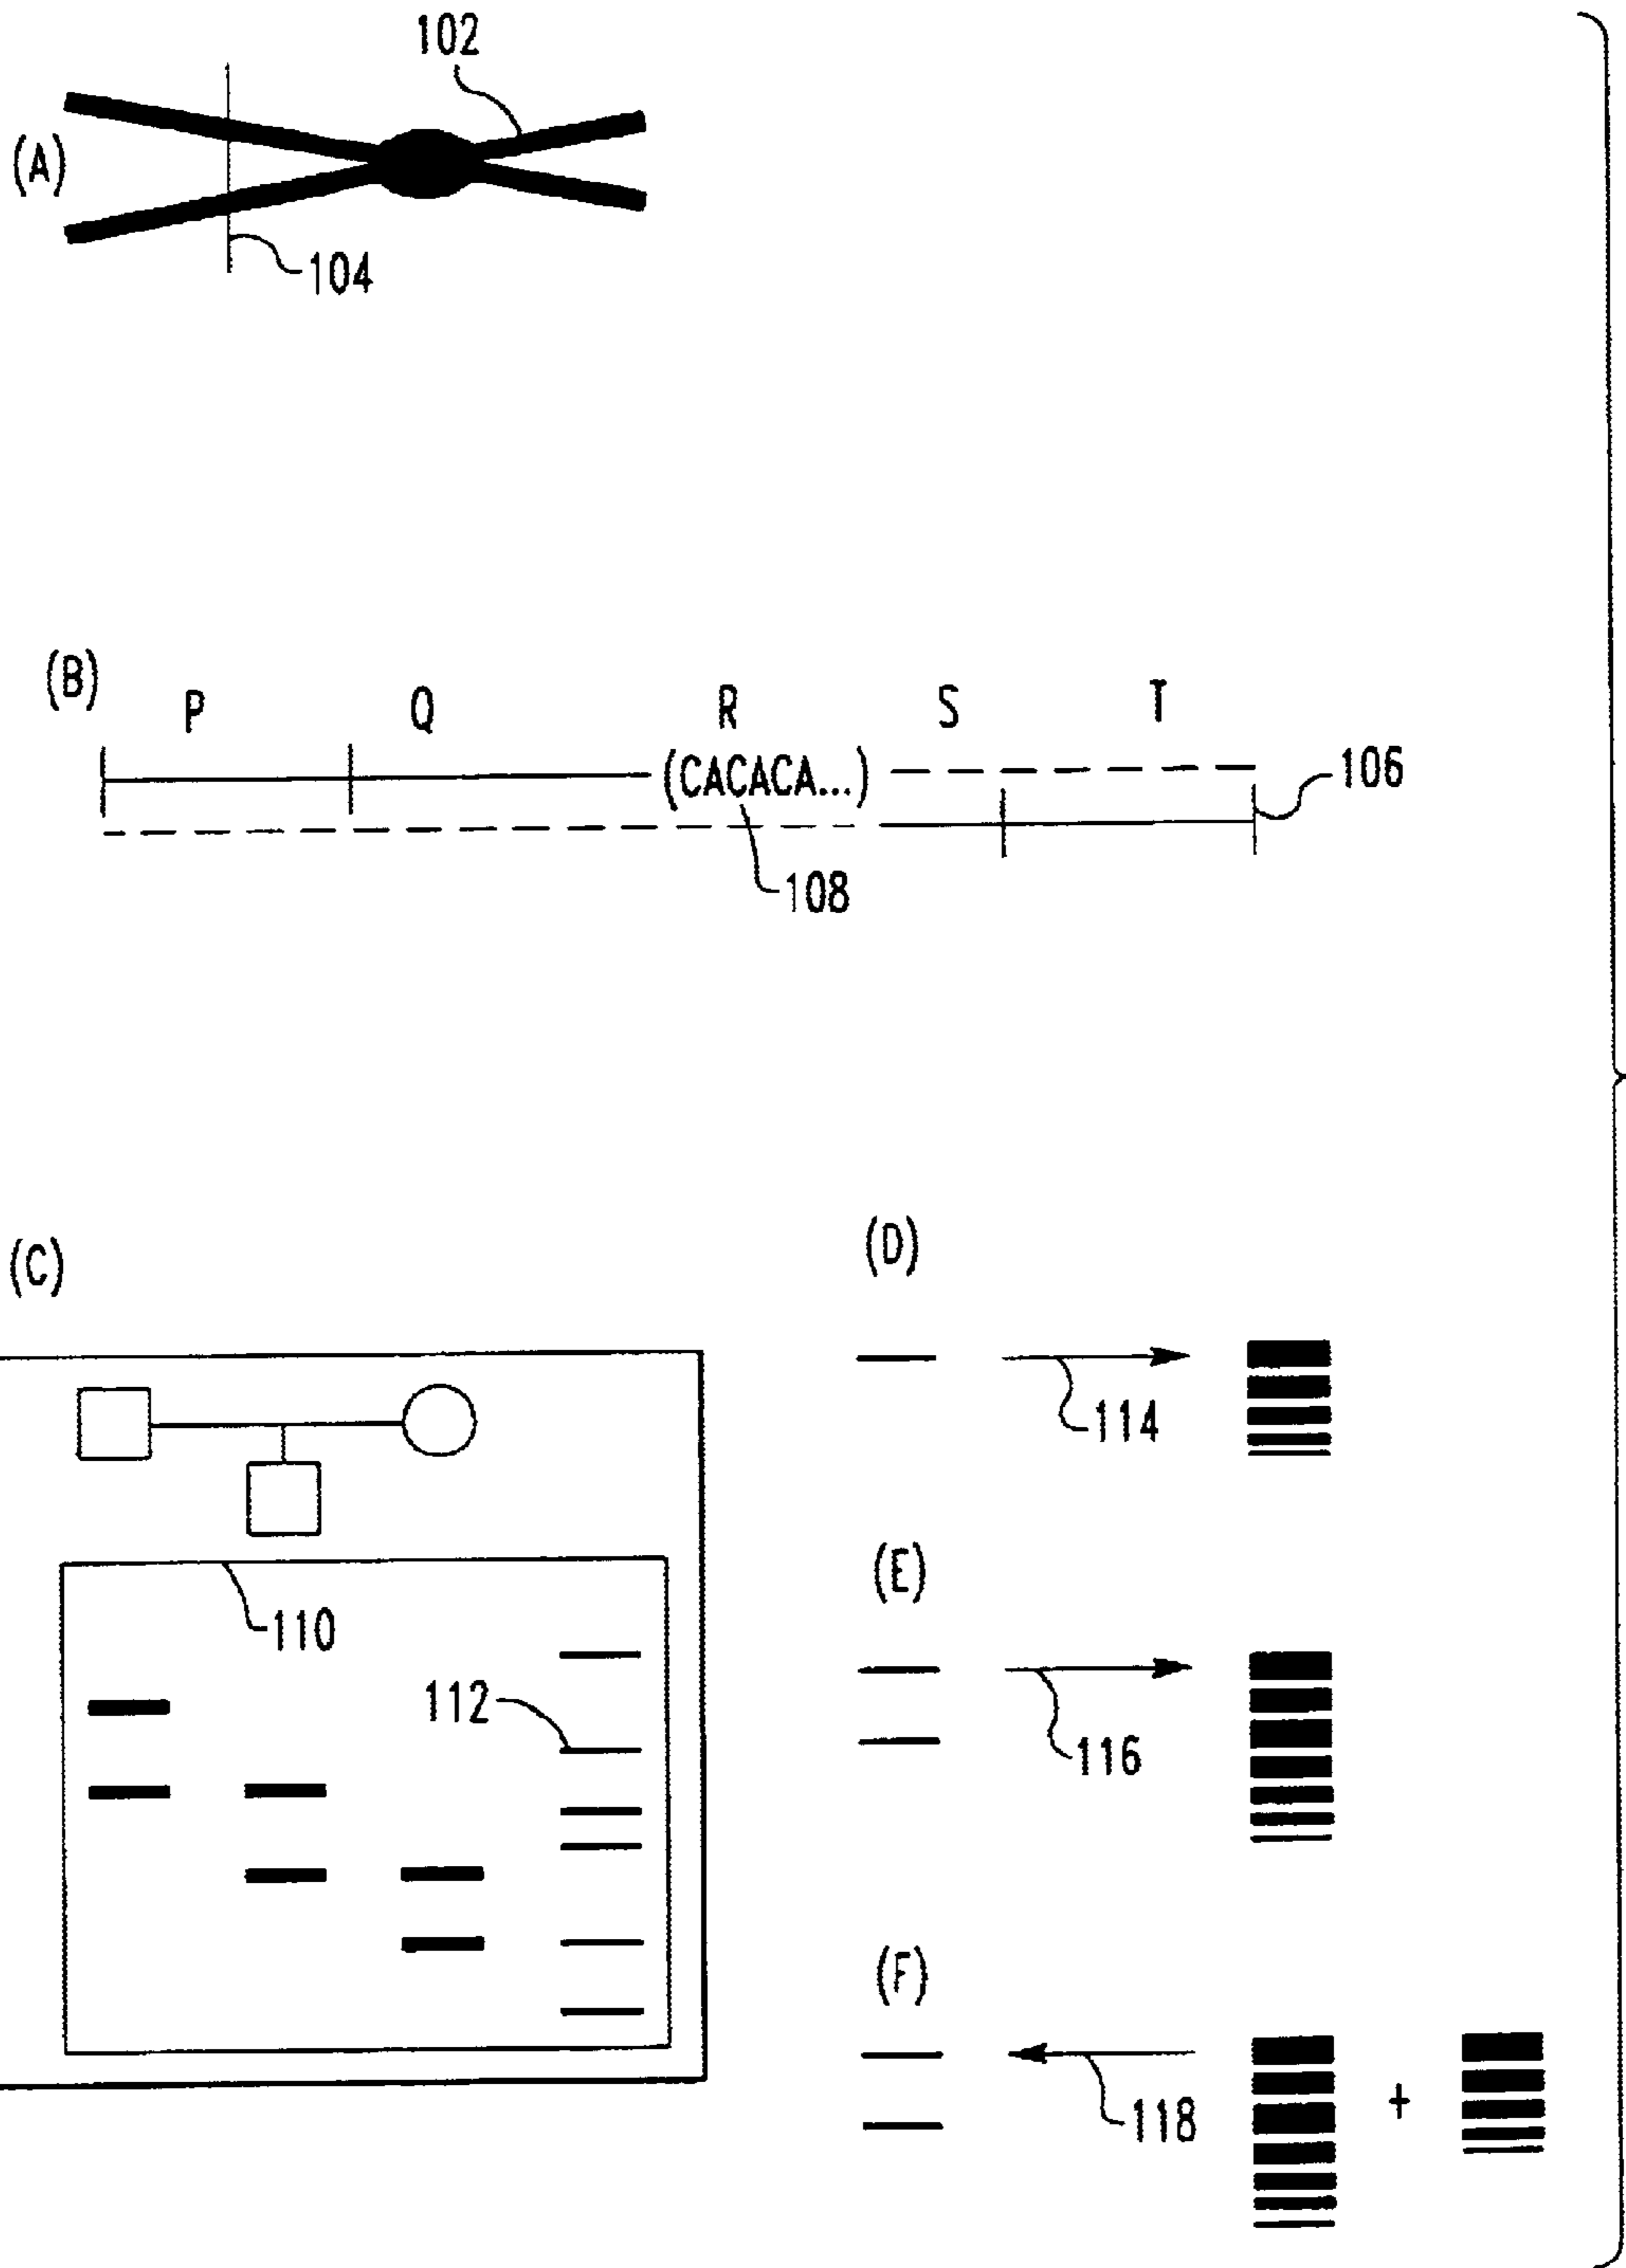 102
(A)
104
(B) P Q R S T
(CACACA...) 106
108
(C) (D)
114
(E)
110
112
116
(F)
118 +